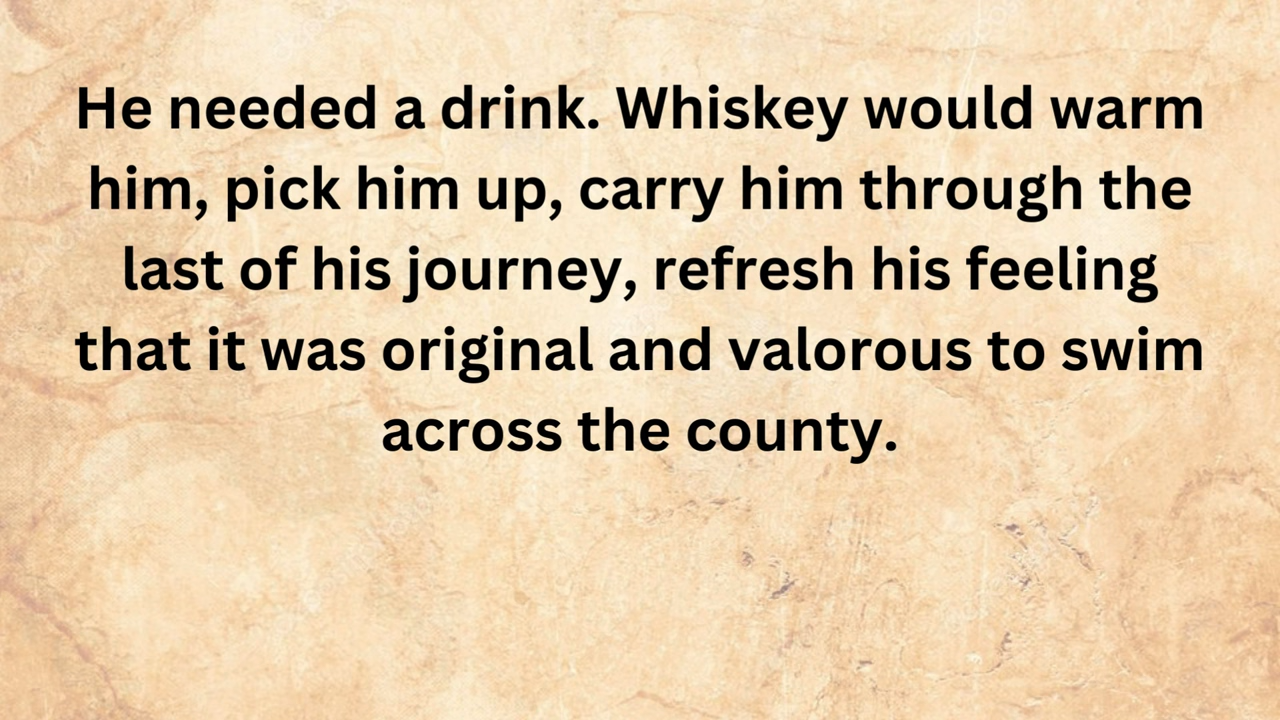 He needed a drink. Whiskey would warm
him, pick him up, carry him through the
last of his journey, refresh his feeling
that it was original and valorous to swim
across the county.